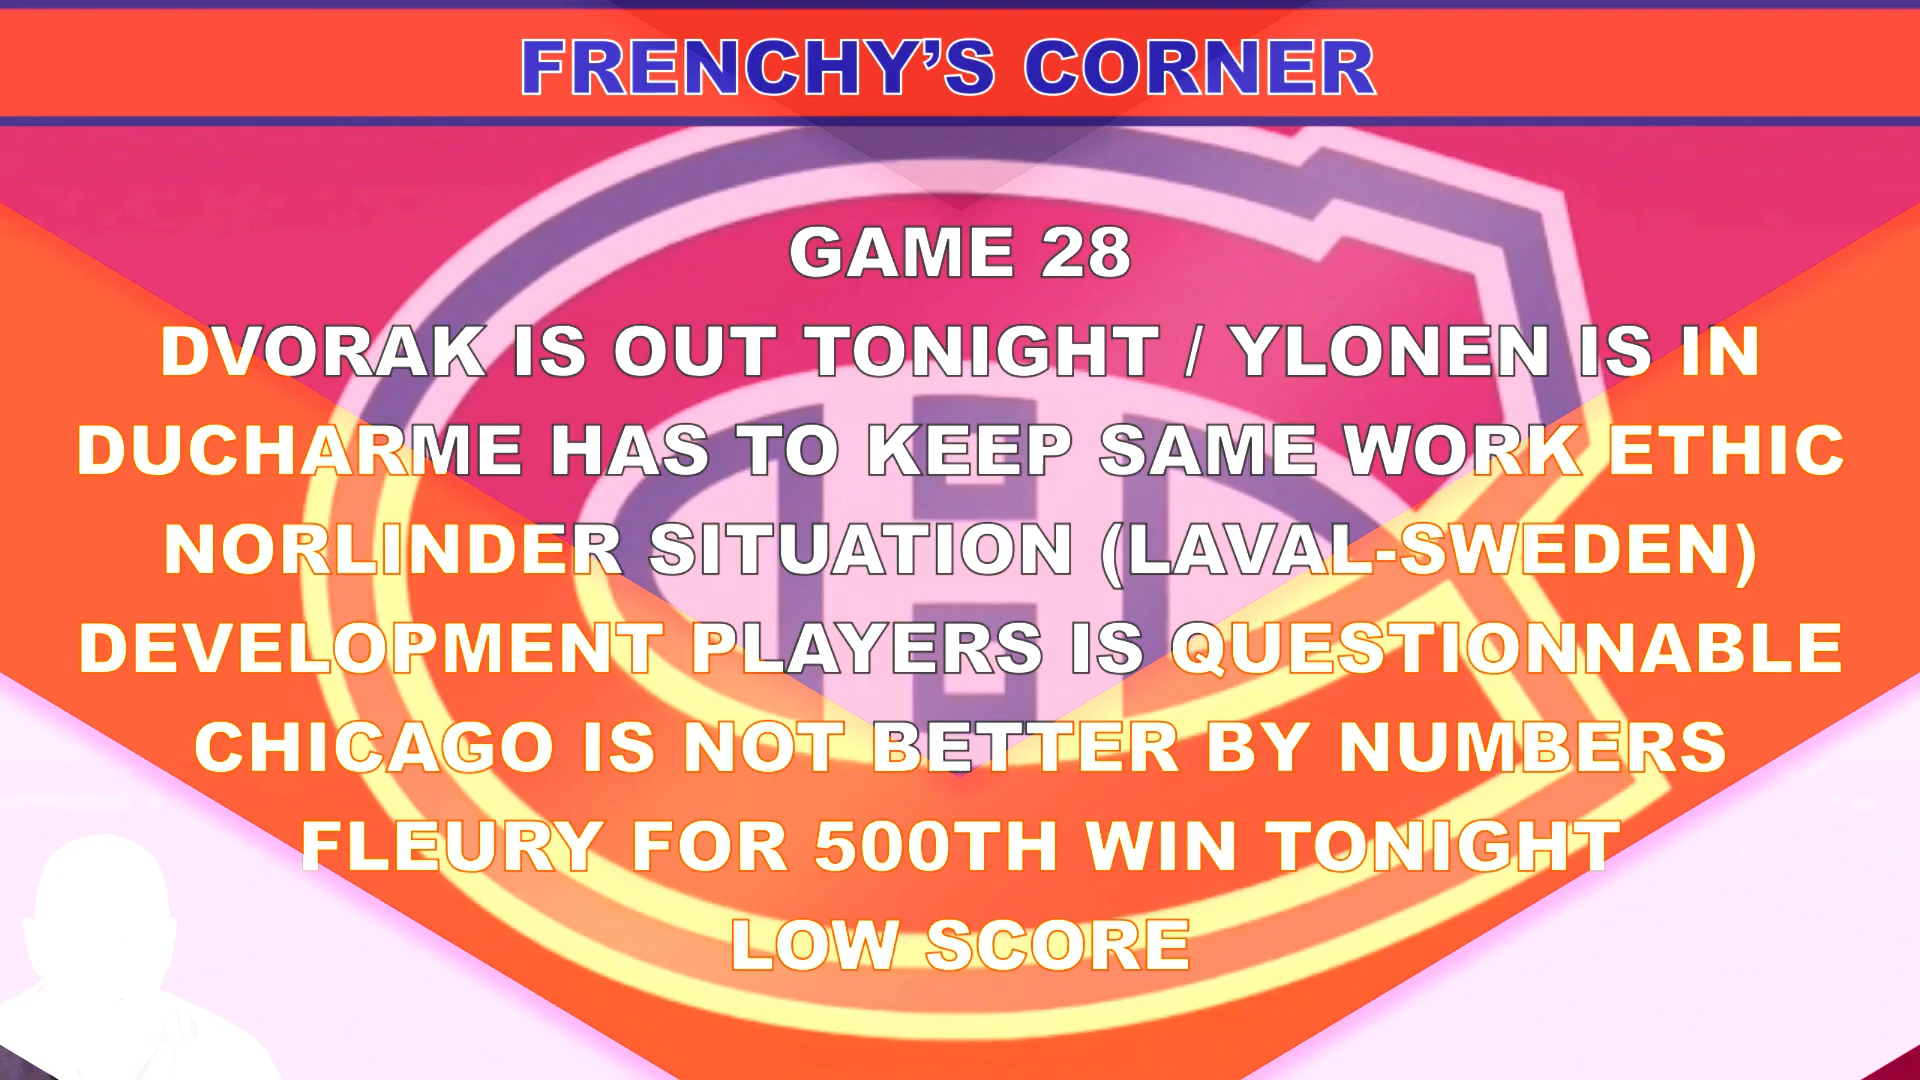 FRENCHY’S CORNER
GAME 28
DVORAK IS OUT TONIGHT / YLONEN IS IN
DUCHARME HAS TO KEEP SAME WORK ETHIC
NORLINDER SITUATION (LAVAL-SWEDEN)
DEVELOPMENT PLAYERS IS QUESTIONNABLE
CHICAGO IS NOT BETTER BY NUMBERS
FLEURY FOR 500TH WIN TONIGHT
LOW SCORE